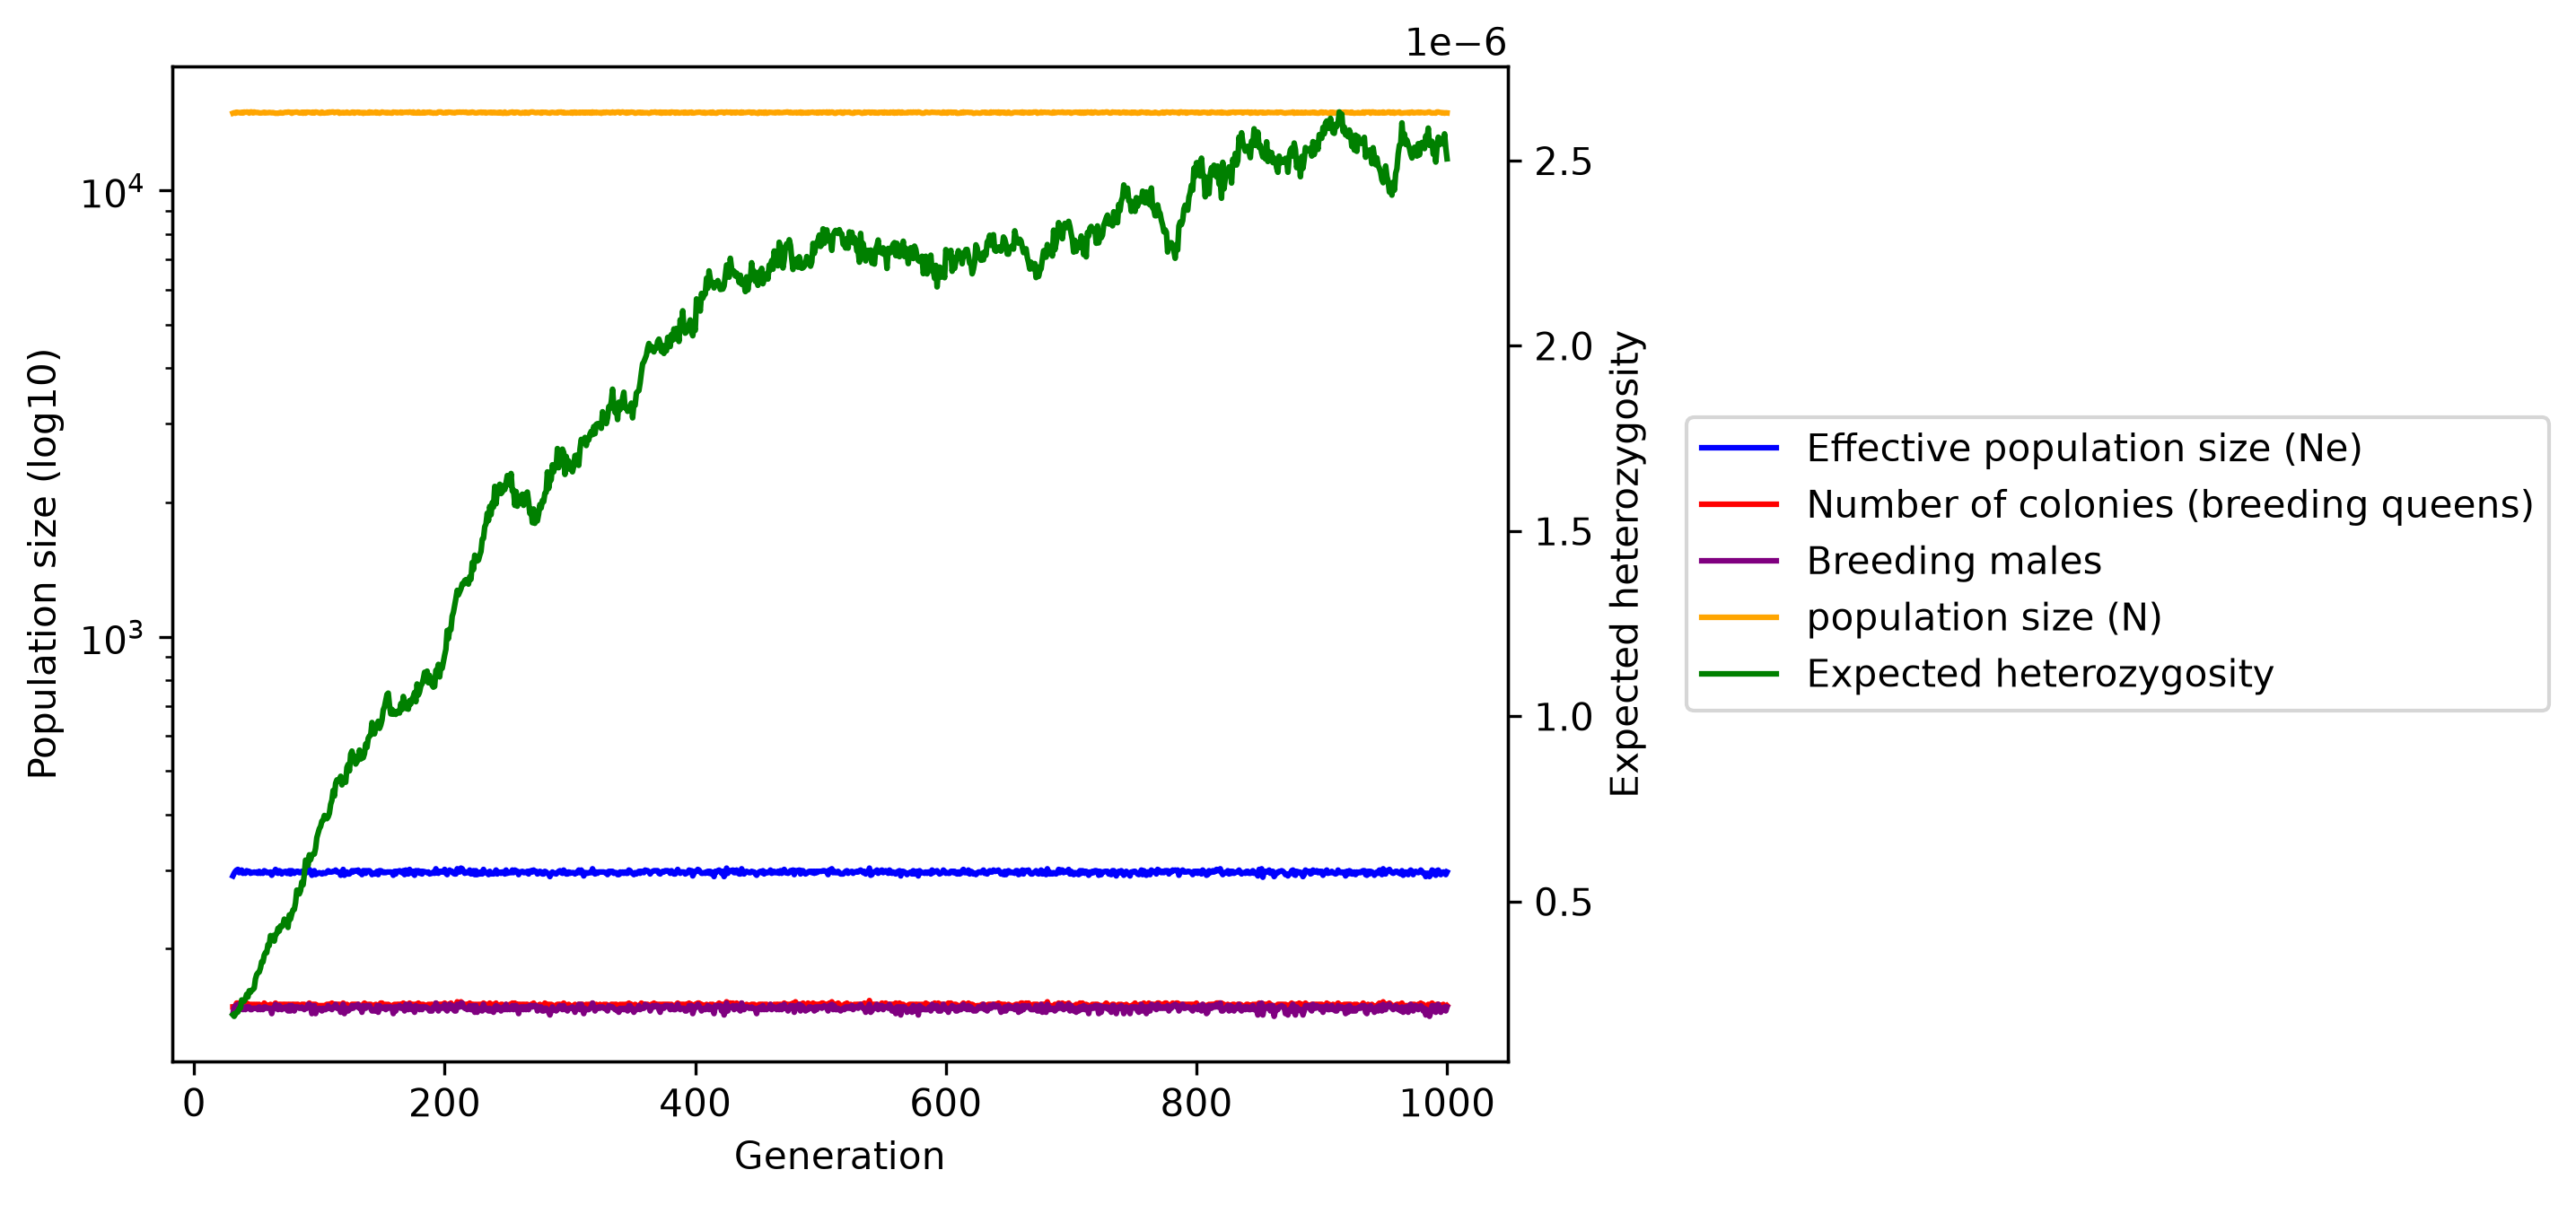 1e−6
10⁴
10³
Population size (log10)
2.5
2.0
1.5
1.0
0.5
Expected heterozygosity
0 200 400 600 800 1000
Generation
Effective population size (Ne)
Number of colonies (breeding queens)
Breeding males
population size (N)
Expected heterozygosity